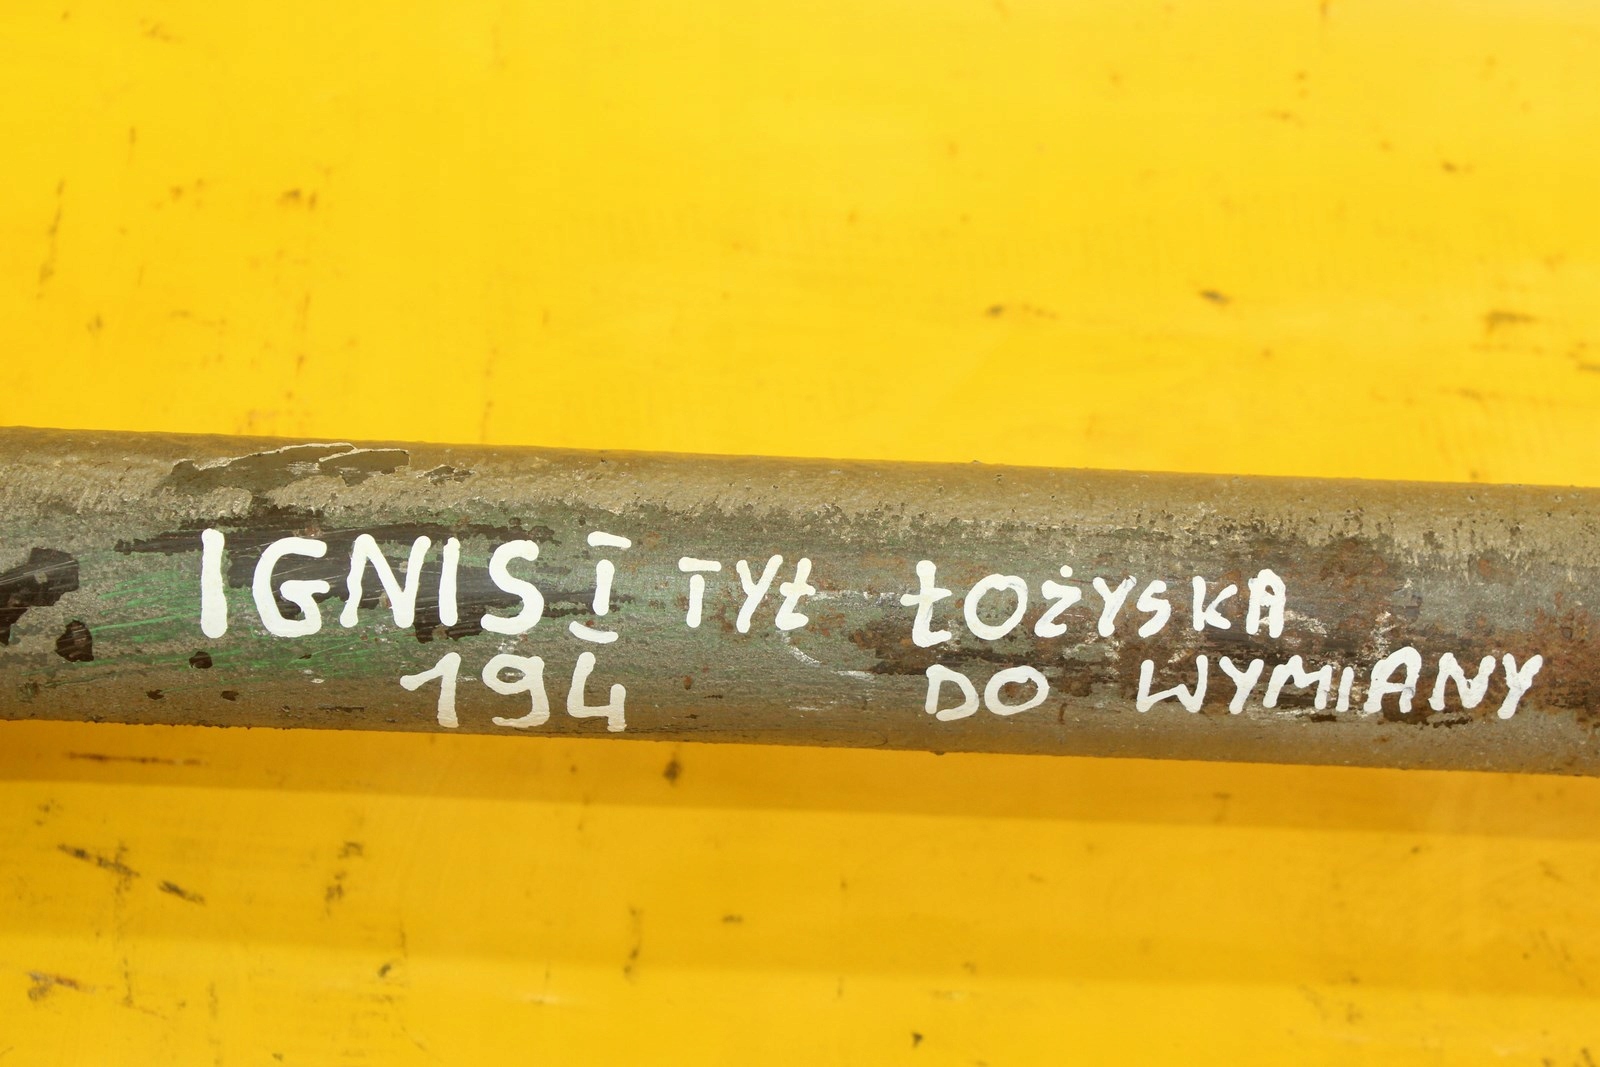 IGNIS I TYŁ ŁOŻYSKA
194 DO WYMIANY